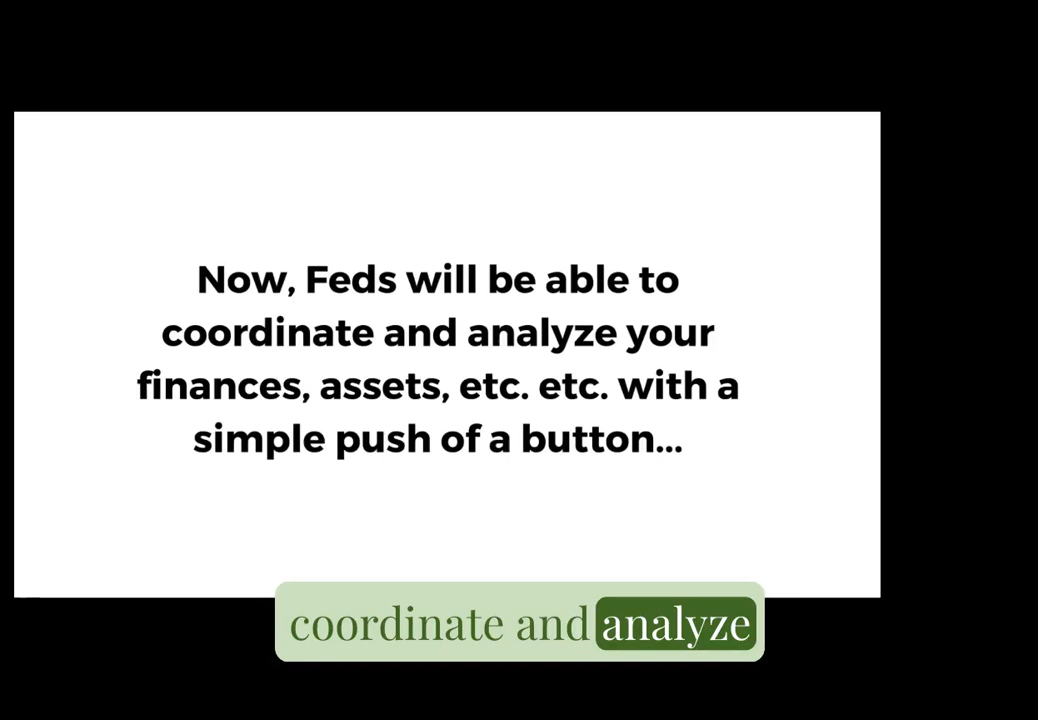 Now, Feds will be able to
coordinate and analyze your
finances, assets, etc. etc. with a
simple push of a button...
coordinate and analyze